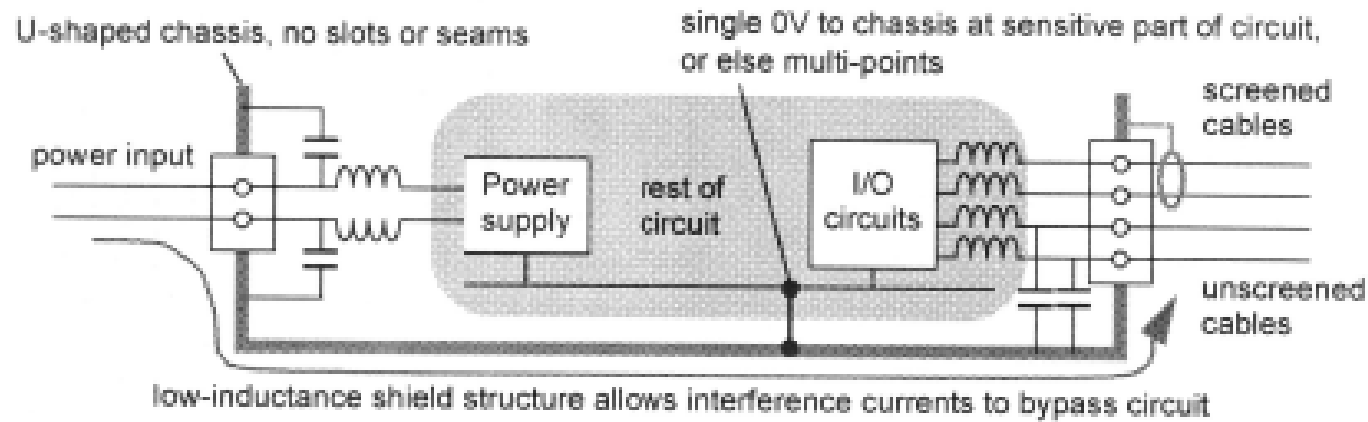 U-shaped chassis, no slots or seams
single 0V to chassis at sensitive part of circuit,
or else multi-points
screened
cables
power input
Power
supply
rest of
circuit
I/O
circuits
unscreened
cables
low-inductance shield structure allows interference currents to bypass circuit